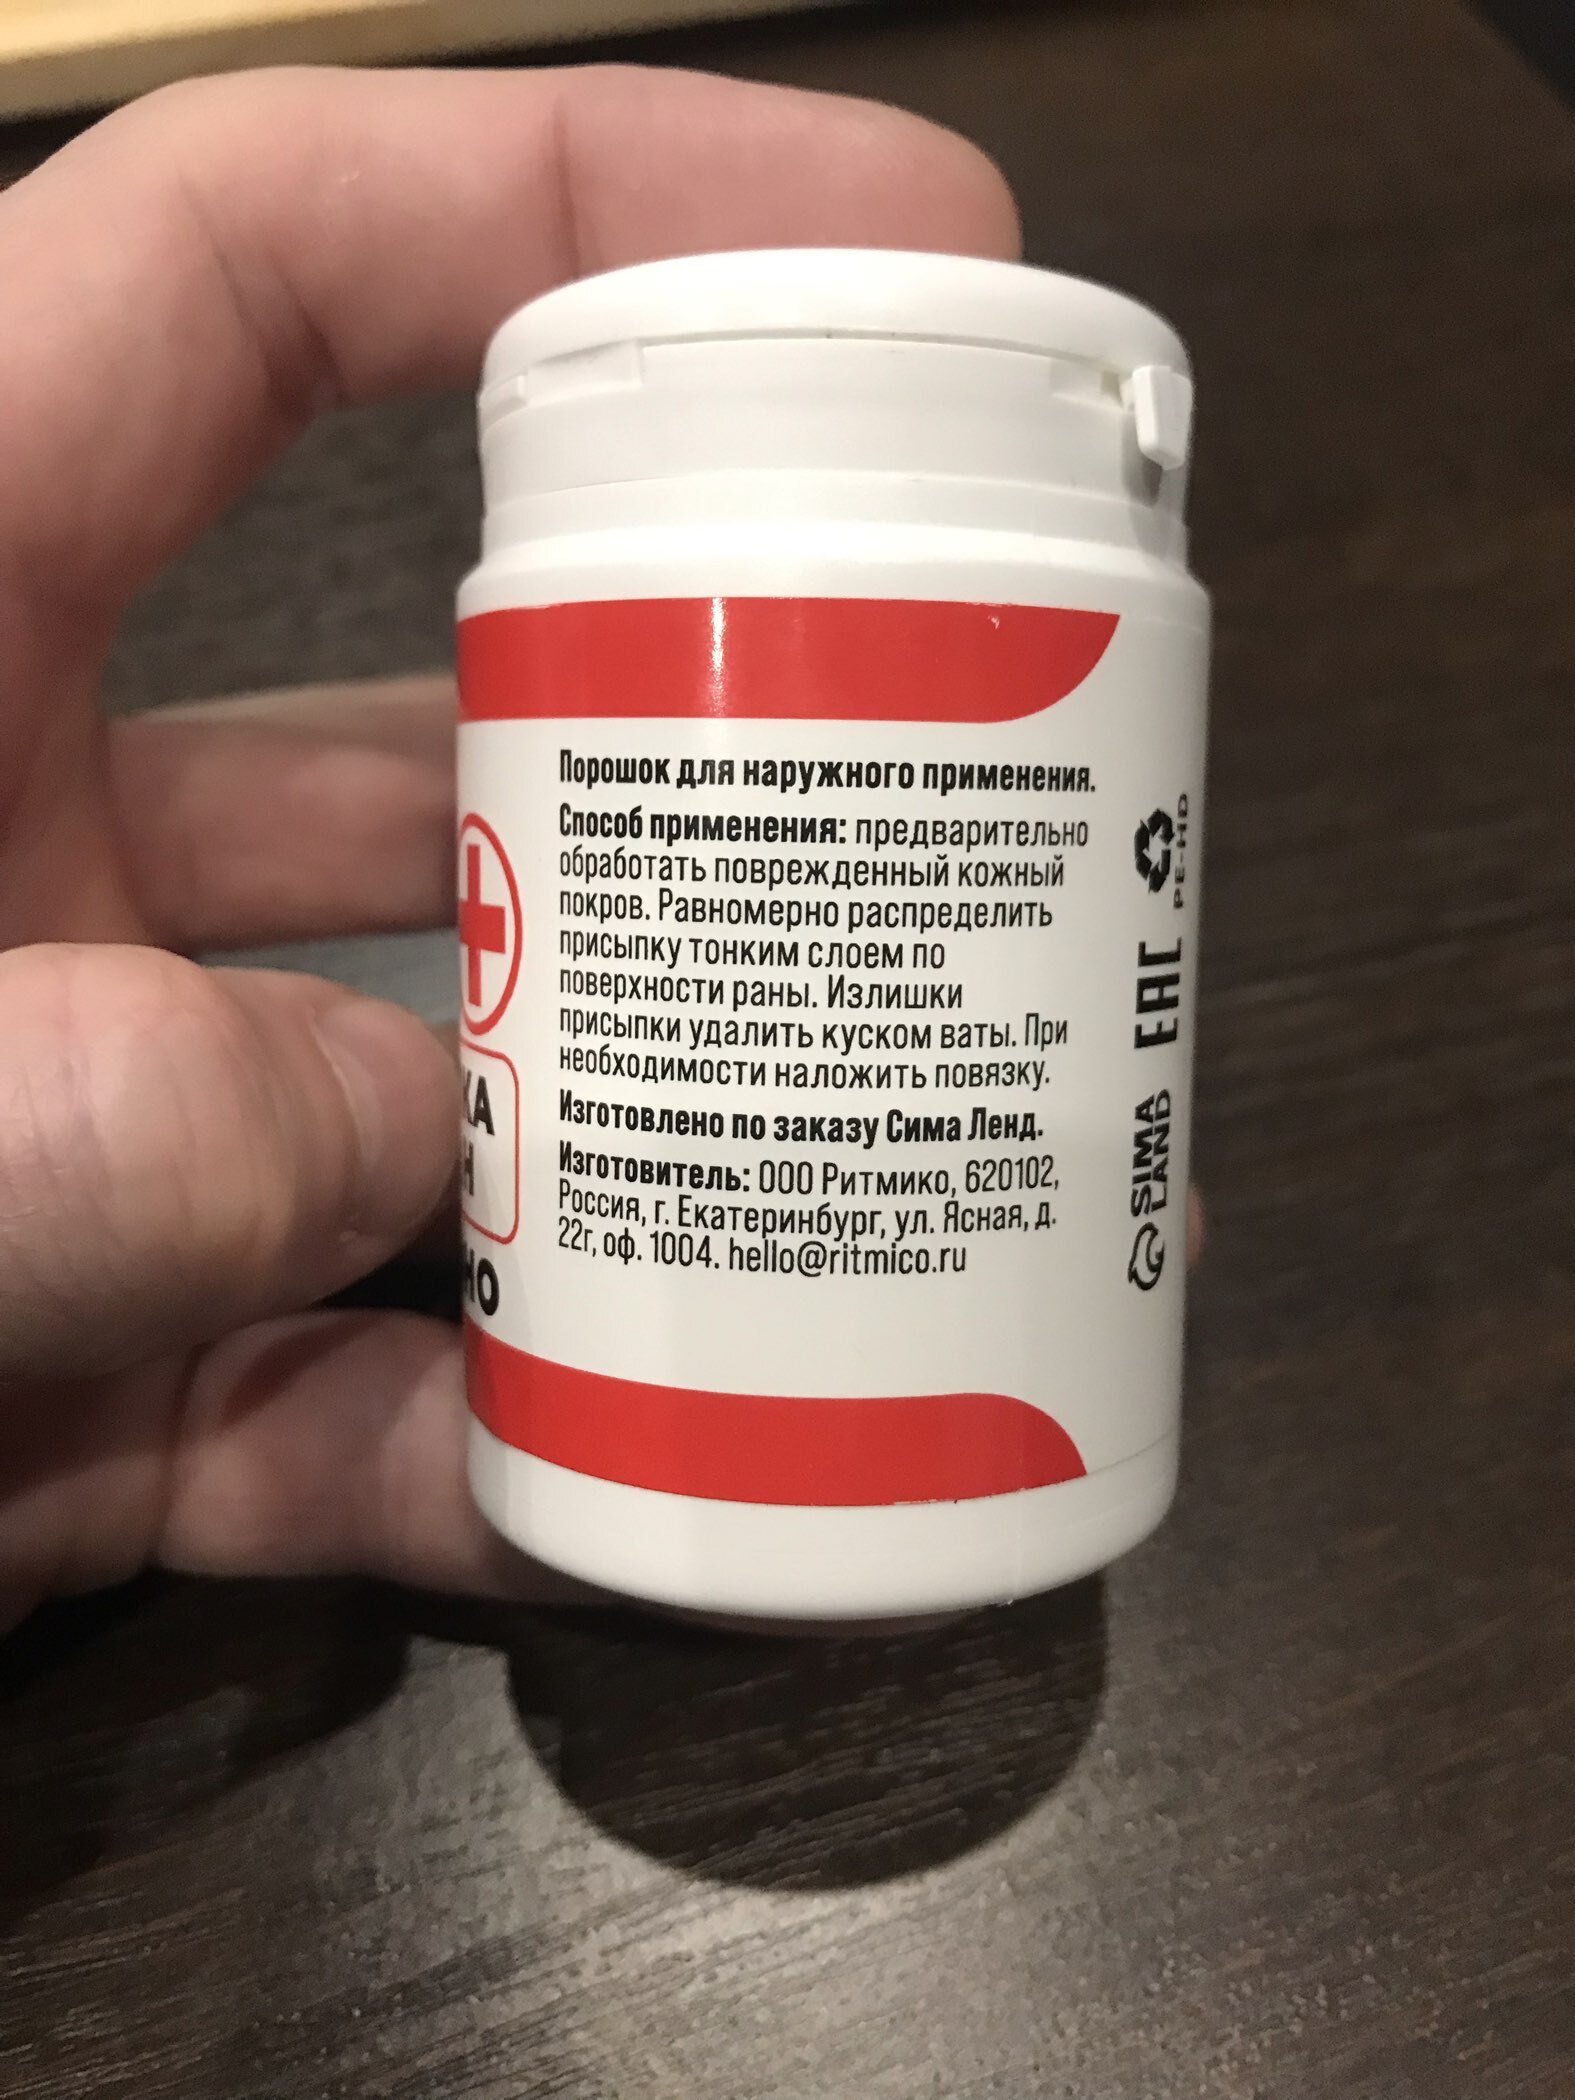 Порошок для наружного применения.
Способ применения: предварительно
обработать поврежденный кожный
покров. Равномерно распределить
присыпку тонким слоем по
поверхности раны. Излишки
присыпки удалить куском ваты. При
необходимости наложить повязку.
Изготовлено по заказу Сима Ленд.
Изготовитель: ООО Ритмико, 620102,
Россия, г. Екатеринбург, ул. Ясная, д.
22г, оф. 1004. hello@ritmico.ru
PE-HD
EAC
SIMA
LAND